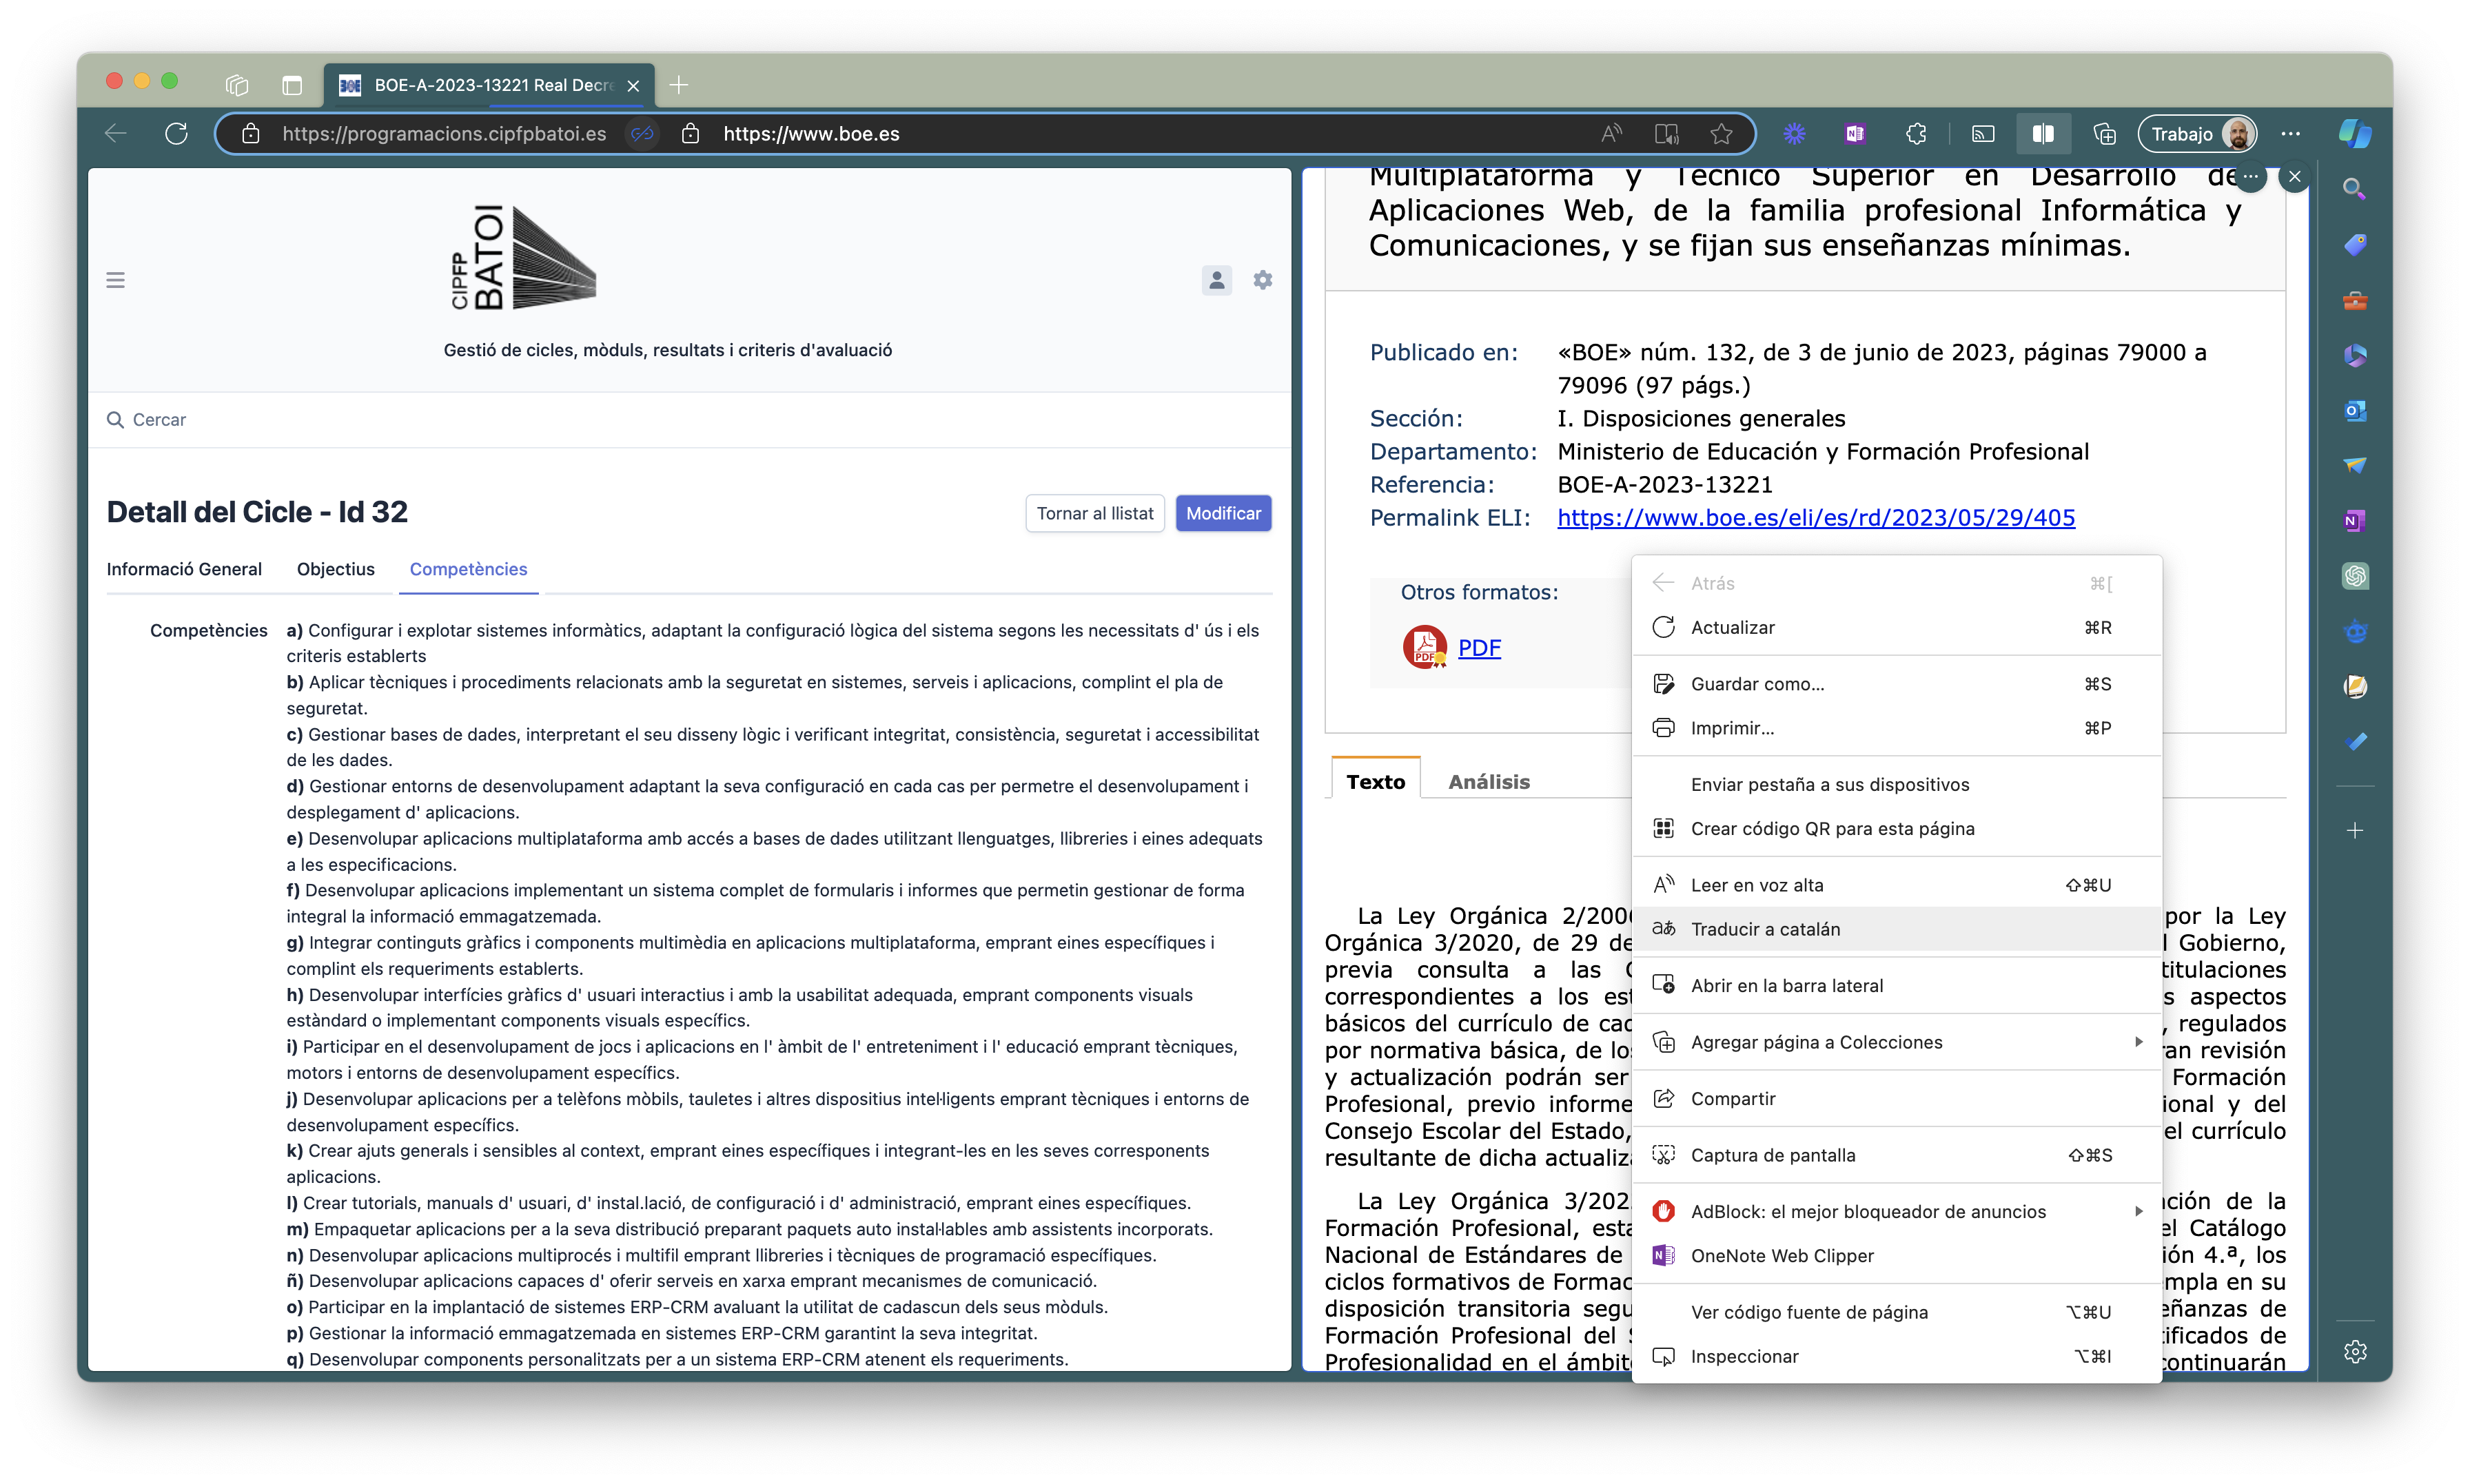 BOE-A-2023-13221 Real Decre
https://programacions.cipfpbatoi.es
https://www.boe.es
Trabajo
CIPFP
BATOI
Gestió de cicles, mòduls, resultats i criteris d'avaluació
Cercar
Detall del Cicle - Id 32
Tornar al llistat
Modificar
Informació General
Objectius
Competències
Competències
a) Configurar i explotar sistemes informàtics, adaptant la configuració lògica del sistema segons les necessitats d' ús i els
criteris establerts
b) Aplicar tècniques i procediments relacionats amb la seguretat en sistemes, serveis i aplicacions, complint el pla de
seguretat.
c) Gestionar bases de dades, interpretant el seu disseny lògic i verificant integritat, consistència, seguretat i accessibilitat
de les dades.
d) Gestionar entorns de desenvolupament adaptant la seva configuració en cada cas per permetre el desenvolupament i
desplegament d' aplicacions.
e) Desenvolupar aplicacions multiplataforma amb accés a bases de dades utilitzant llenguatges, llibreries i eines adequats
a les especificacions.
f) Desenvolupar aplicacions implementant un sistema complet de formularis i informes que permetin gestionar de forma
integral la informació emmagatzemada.
g) Integrar continguts gràfics i components multimèdia en aplicacions multiplataforma, emprant eines específiques i
complint els requeriments establerts.
h) Desenvolupar interfícies gràfics d' usuari interactius i amb la usabilitat adequada, emprant components visuals
estàndard o implementant components visuals específics.
i) Participar en el desenvolupament de jocs i aplicacions en l' àmbit de l' entreteniment i l' educació emprant tècniques,
motors i entorns de desenvolupament específics.
j) Desenvolupar aplicacions per a telèfons mòbils, tauletes i altres dispositius intel·ligents emprant tècniques i entorns de
desenvolupament específics.
k) Crear ajuts generals i sensibles al context, emprant eines específiques i integrant-les en les seves corresponents
aplicacions.
l) Crear tutorials, manuals d' usuari, d' instal.lació, de configuració i d' administració, emprant eines específiques.
m) Empaquetar aplicacions per a la seva distribució preparant paquets auto instal·lables amb assistents incorporats.
n) Desenvolupar aplicacions multiprocés i multifil emprant llibreries i tècniques de programació específiques.
ñ) Desenvolupar aplicacions capaces d' oferir serveis en xarxa emprant mecanismes de comunicació.
o) Participar en la implantació de sistemes ERP-CRM avaluant la utilitat de cadascun dels seus mòduls.
p) Gestionar la informació emmagatzemada en sistemes ERP-CRM garantint la seva integritat.
q) Desenvolupar components personalitzats per a un sistema ERP-CRM atenent els requeriments.
Multiplataforma y Técnico Superior en Desarrollo de
Aplicaciones Web, de la familia profesional Informática y
Comunicaciones, y se fijan sus enseñanzas mínimas.
Publicado en: «BOE» núm. 132, de 3 de junio de 2023, páginas 79000 a
79096 (97 págs.)
Sección: I. Disposiciones generales
Departamento: Ministerio de Educación y Formación Profesional
Referencia: BOE-A-2023-13221
Permalink ELI: https://www.boe.es/eli/es/rd/2023/05/29/405
Otros formatos:
PDF
PDF
Texto
Análisis
La Ley Orgánica 2/200 por la Ley
Orgánica 3/2020, de 29 de l Gobierno,
previa consulta a las titulaciones
correspondientes a los es s aspectos
básicos del currículo de ca , regulados
por normativa básica, de lo ran revisión
y actualización podrán ser Formación
Profesional, previo informe ional y del
Consejo Escolar del Estado, el currículo
resultante de dicha actualiz
La Ley Orgánica 3/202 ción de la
Formación Profesional, est el Catálogo
Nacional de Estándares de ión 4.ª, los
ciclos formativos de Formac empla en su
disposición transitoria segu eñanzas de
Formación Profesional del tificados de
Profesionalidad en el ámbit continuarán
Atrás ⌘[
Actualizar ⌘R
Guardar como... ⌘S
Imprimir... ⌘P
Enviar pestaña a sus dispositivos
Crear código QR para esta página
Leer en voz alta ⇧⌘U
Traducir a catalán
Abrir en la barra lateral
Agregar página a Colecciones
Compartir
Captura de pantalla ⇧⌘S
AdBlock: el mejor bloqueador de anuncios
OneNote Web Clipper
Ver código fuente de página ⌥⌘U
Inspeccionar ⌥⌘I